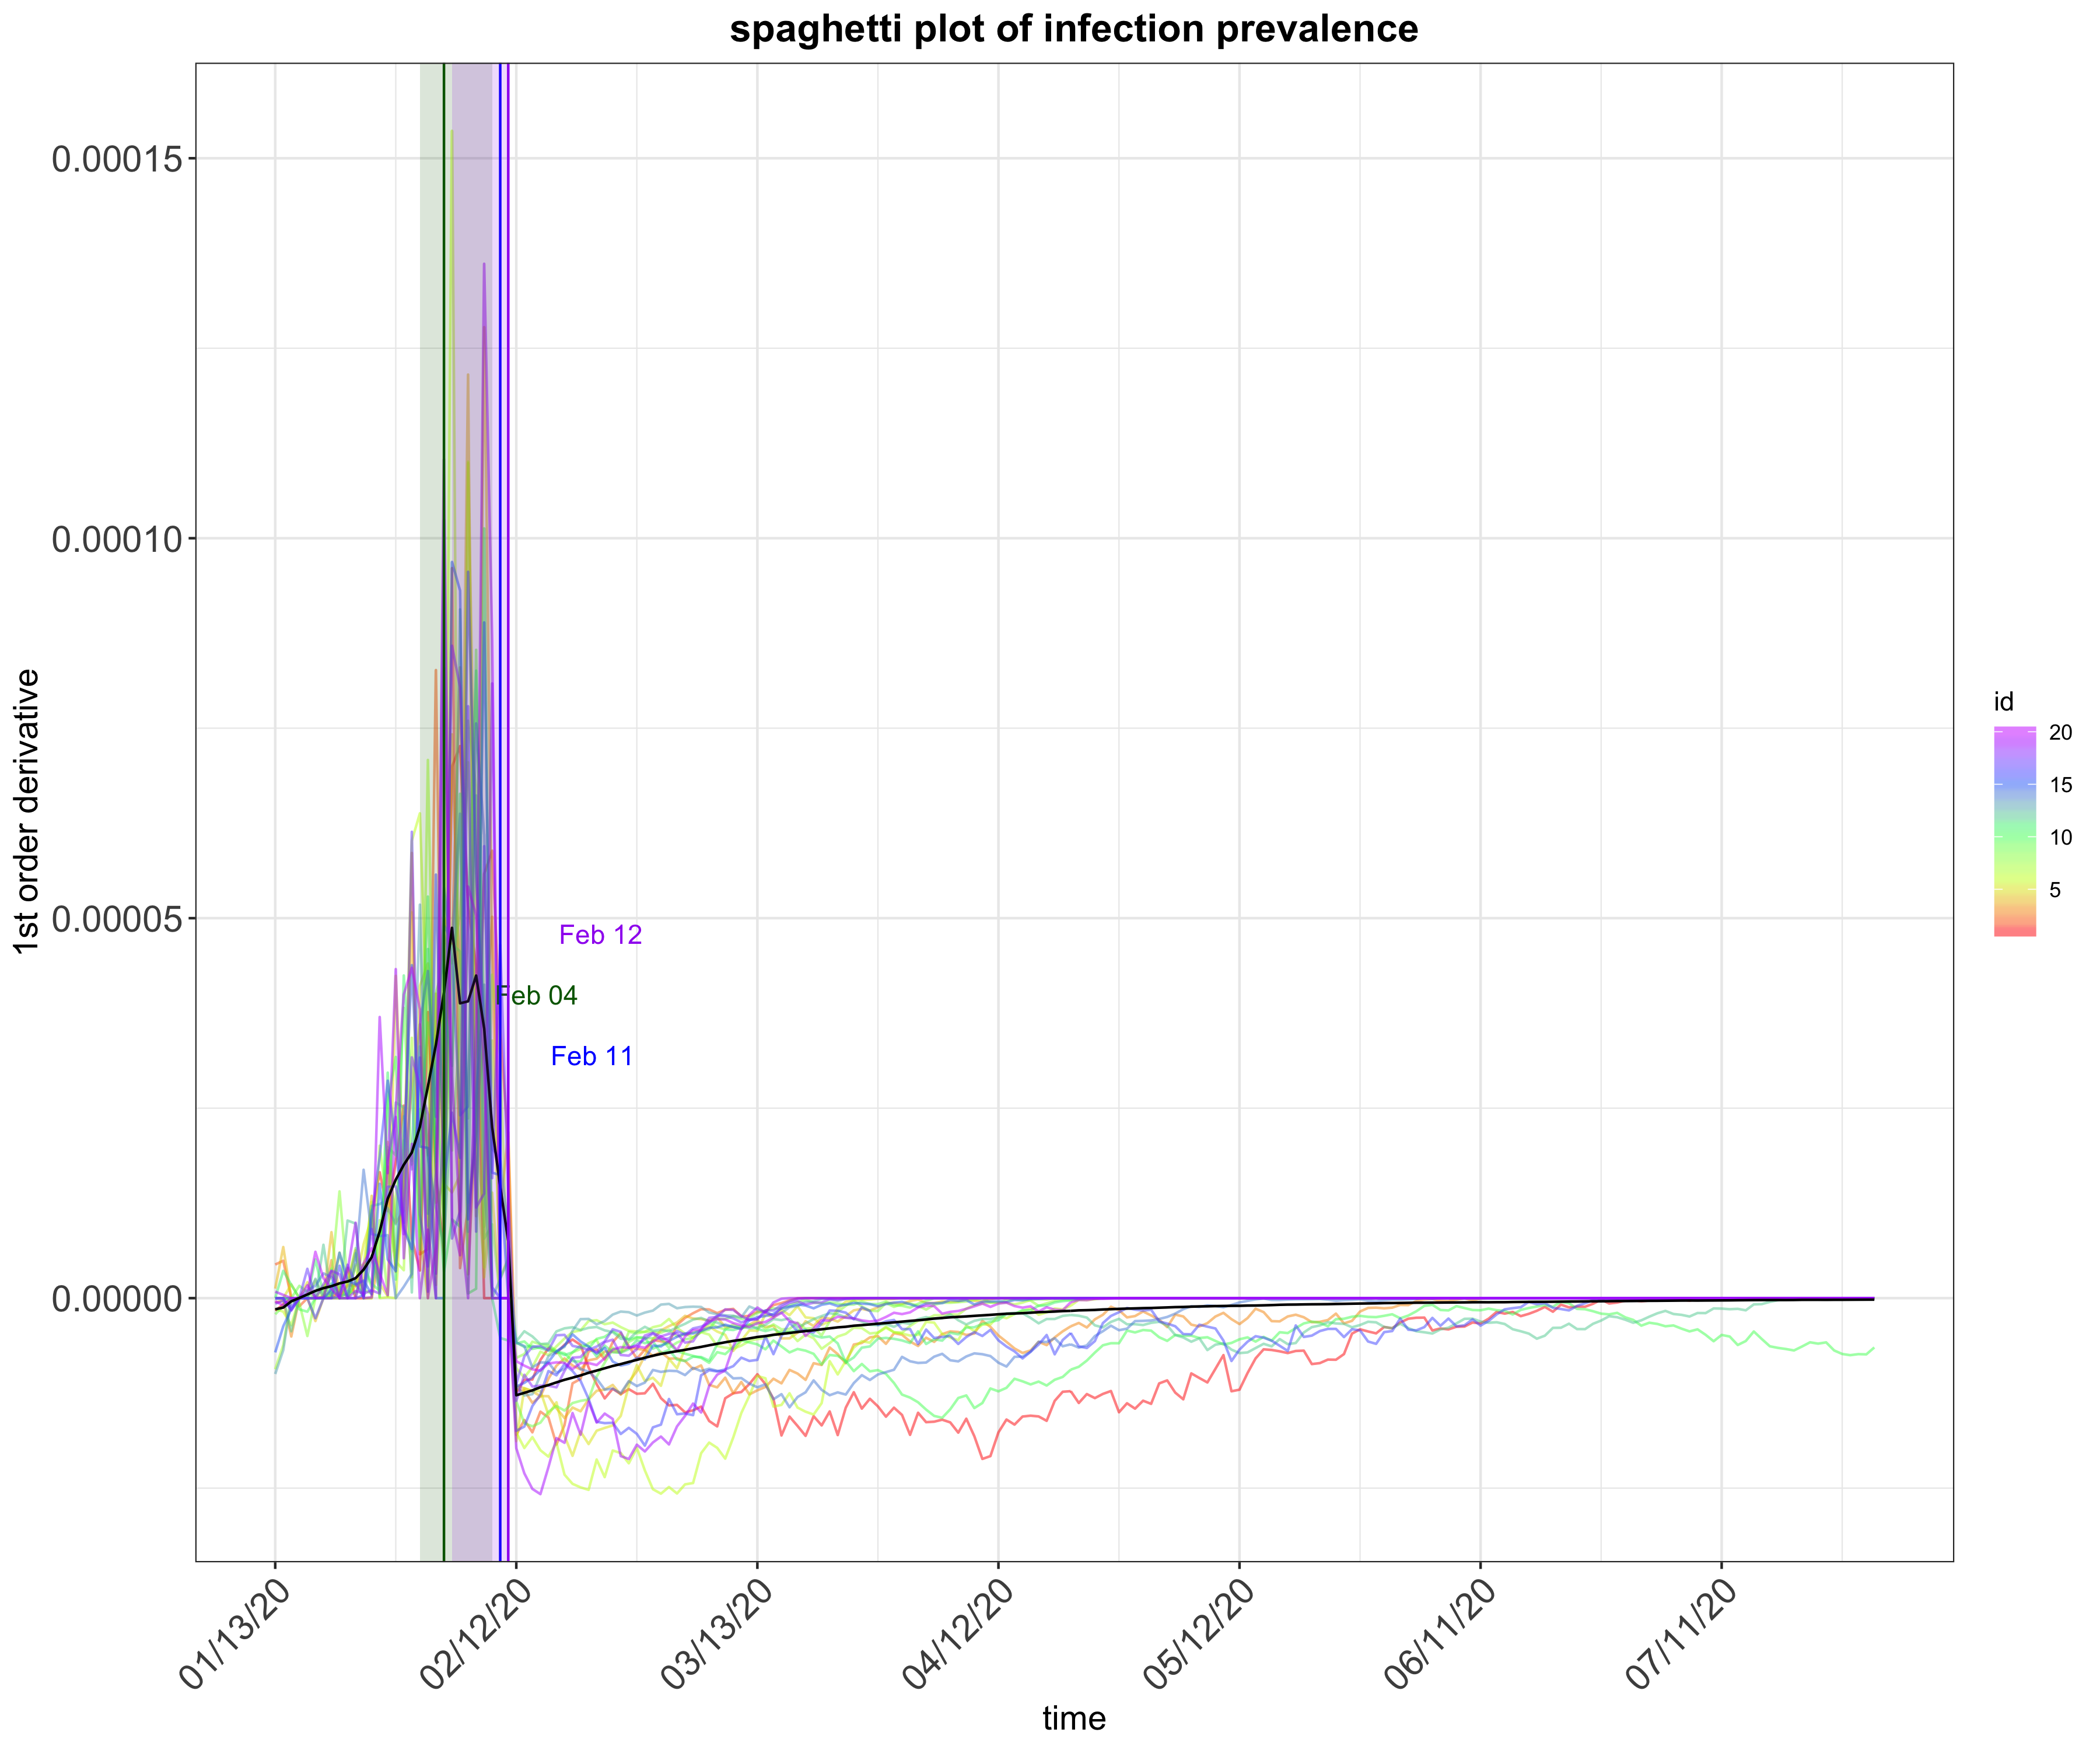 spaghetti plot of infection prevalence
1st order derivative
0.00015
0.00010
0.00005
0.00000
Feb 12
Feb 04
Feb 11
id
20
15
10
5
01/13/20
02/12/20
03/13/20
04/12/20
05/12/20
06/11/20
07/11/20
time